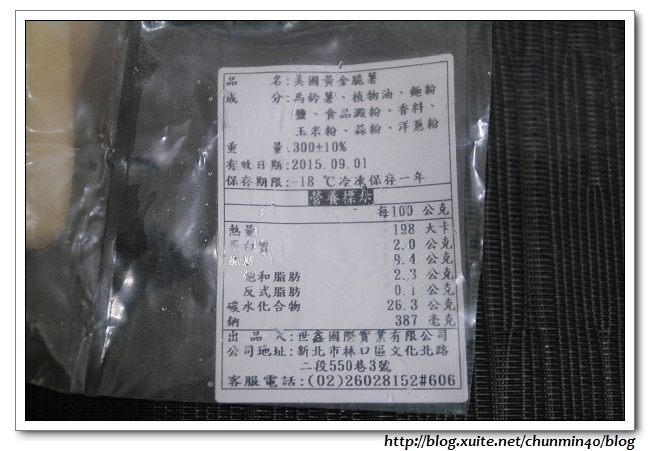 品　　名:美國黃金脆薯
成　　分:馬鈴薯、植物油、麵粉
鹽、食品澱粉、香料、
玉米粉、蒜粉、洋蔥粉
重　　量:300±10%
有效日期:2015.09.01
保存期限:-18 ℃冷凍保存一年
營養標示
每100 公克
熱量 198 大卡
蛋白質 2.0 公克
脂肪 9.4 公克
飽和脂肪 2.3 公克
反式脂肪 0.1 公克
碳水化合物 26.3 公克
鈉 387 毫克
出 品 人:世鑫國際實業有限公司
公司地址:新北市林口區文化北路
二段550巷3號
客服電話:(02)26028152#606
http://blog.xuite.net/chunmin40/blog